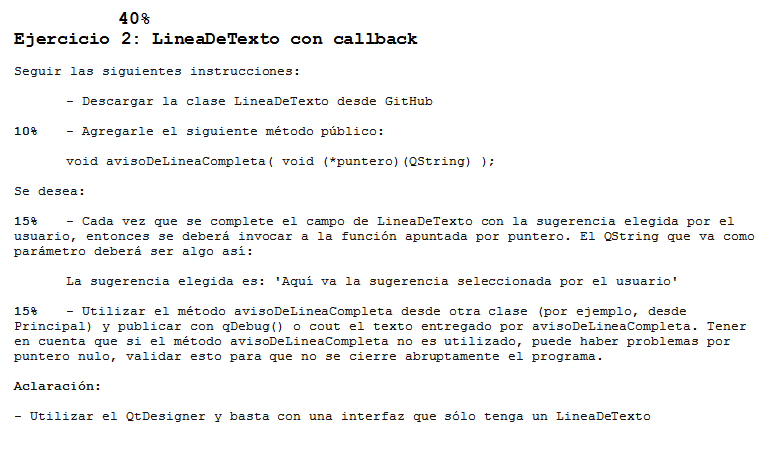 40%
Ejercicio 2: LineaDeTexto con callback
Seguir las siguientes instrucciones:
- Descargar la clase LineaDeTexto desde GitHub
10% - Agregarle el siguiente método público:
void avisoDeLineaCompleta( void (*puntero)(QString) );
Se desea:
15% - Cada vez que se complete el campo de LineaDeTexto con la sugerencia elegida por el
usuario, entonces se deberá invocar a la función apuntada por puntero. El QString que va como
parámetro deberá ser algo así:
La sugerencia elegida es: 'Aquí va la sugerencia seleccionada por el usuario'
15% - Utilizar el método avisoDeLineaCompleta desde otra clase (por ejemplo, desde
Principal) y publicar con qDebug() o cout el texto entregado por avisoDeLineaCompleta. Tener
en cuenta que si el método avisoDeLineaCompleta no es utilizado, puede haber problemas por
puntero nulo, validar esto para que no se cierre abruptamente el programa.
Aclaración:
- Utilizar el QtDesigner y basta con una interfaz que sólo tenga un LineaDeTexto